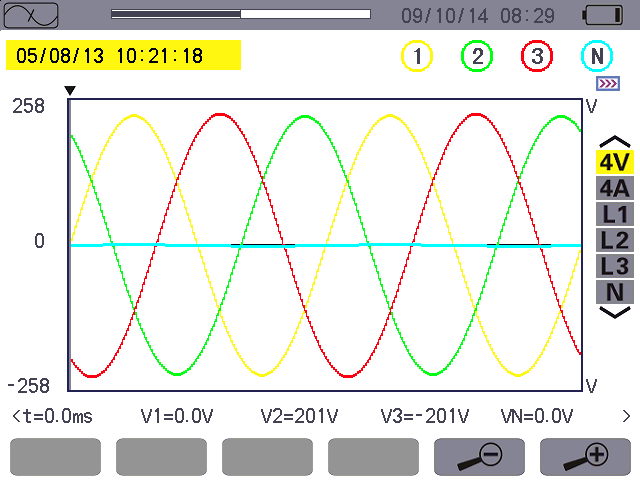 09/10/14 08:29
05/08/13 10:21:18
1 2 3 N
>>>
258 V
4V
4A
L1
0 L2
L3
N
-258 V
<t=0.0ms V1=0.0V V2=201V V3=-201V VN=0.0V >